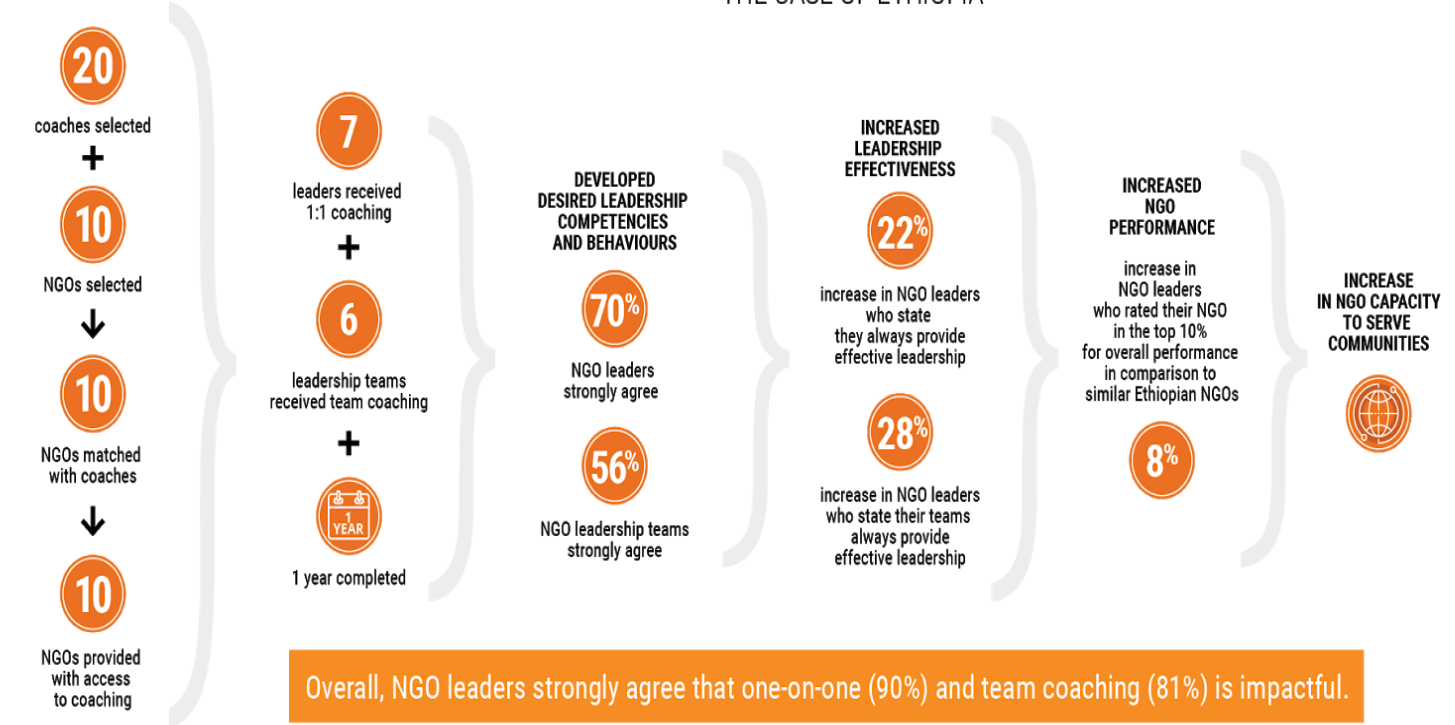 THE CASE OF ETHIOPIA
20
coaches selected
+
10
NGOs selected
↓
10
NGOs matched
with coaches
↓
10
NGOs provided
with access
to coaching
7
leaders received
1:1 coaching
+
6
leadership teams
received team coaching
+
1
YEAR
1 year completed
DEVELOPED
DESIRED LEADERSHIP
COMPETENCIES
AND BEHAVIOURS
70%
NGO leaders
strongly agree
56%
NGO leadership teams
strongly agree
INCREASED
LEADERSHIP
EFFECTIVENESS
22%
increase in NGO leaders
who state
they always provide
effective leadership
28%
increase in NGO leaders
who state their teams
always provide
effective leadership
INCREASED
NGO
PERFORMANCE
increase in
NGO leaders
who rated their NGO
in the top 10%
for overall performance
in comparison to
similar Ethiopian NGOs
8%
INCREASE
IN NGO CAPACITY
TO SERVE
COMMUNITIES
Overall, NGO leaders strongly agree that one-on-one (90%) and team coaching (81%) is impactful.